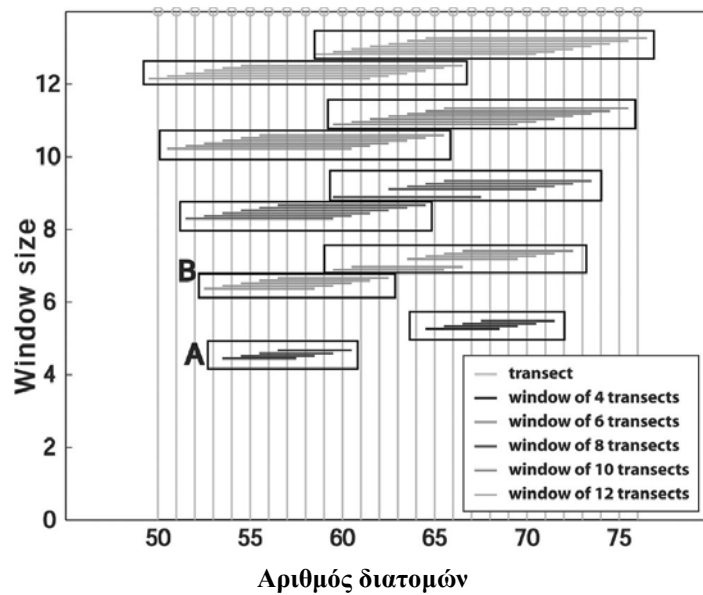 Window size
12
10
8
6
4
2
0
B
A
transect
window of 4 transects
window of 6 transects
window of 8 transects
window of 10 transects
window of 12 transects
50 55 60 65 70 75
Αριθμός διατομών